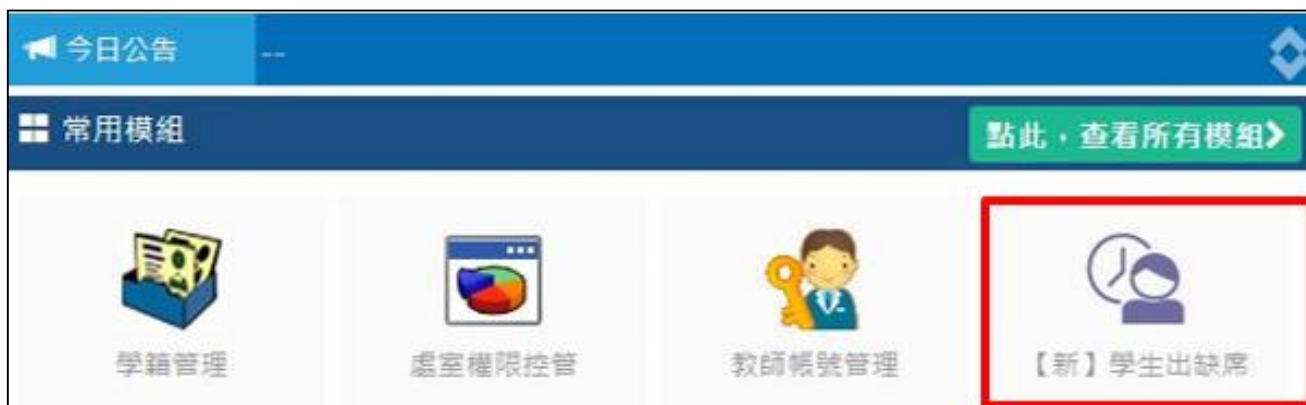 今日公告 --
常用模組 點此，查看所有模組
學籍管理 處室權限控管 教師帳號管理 【新】學生出缺席